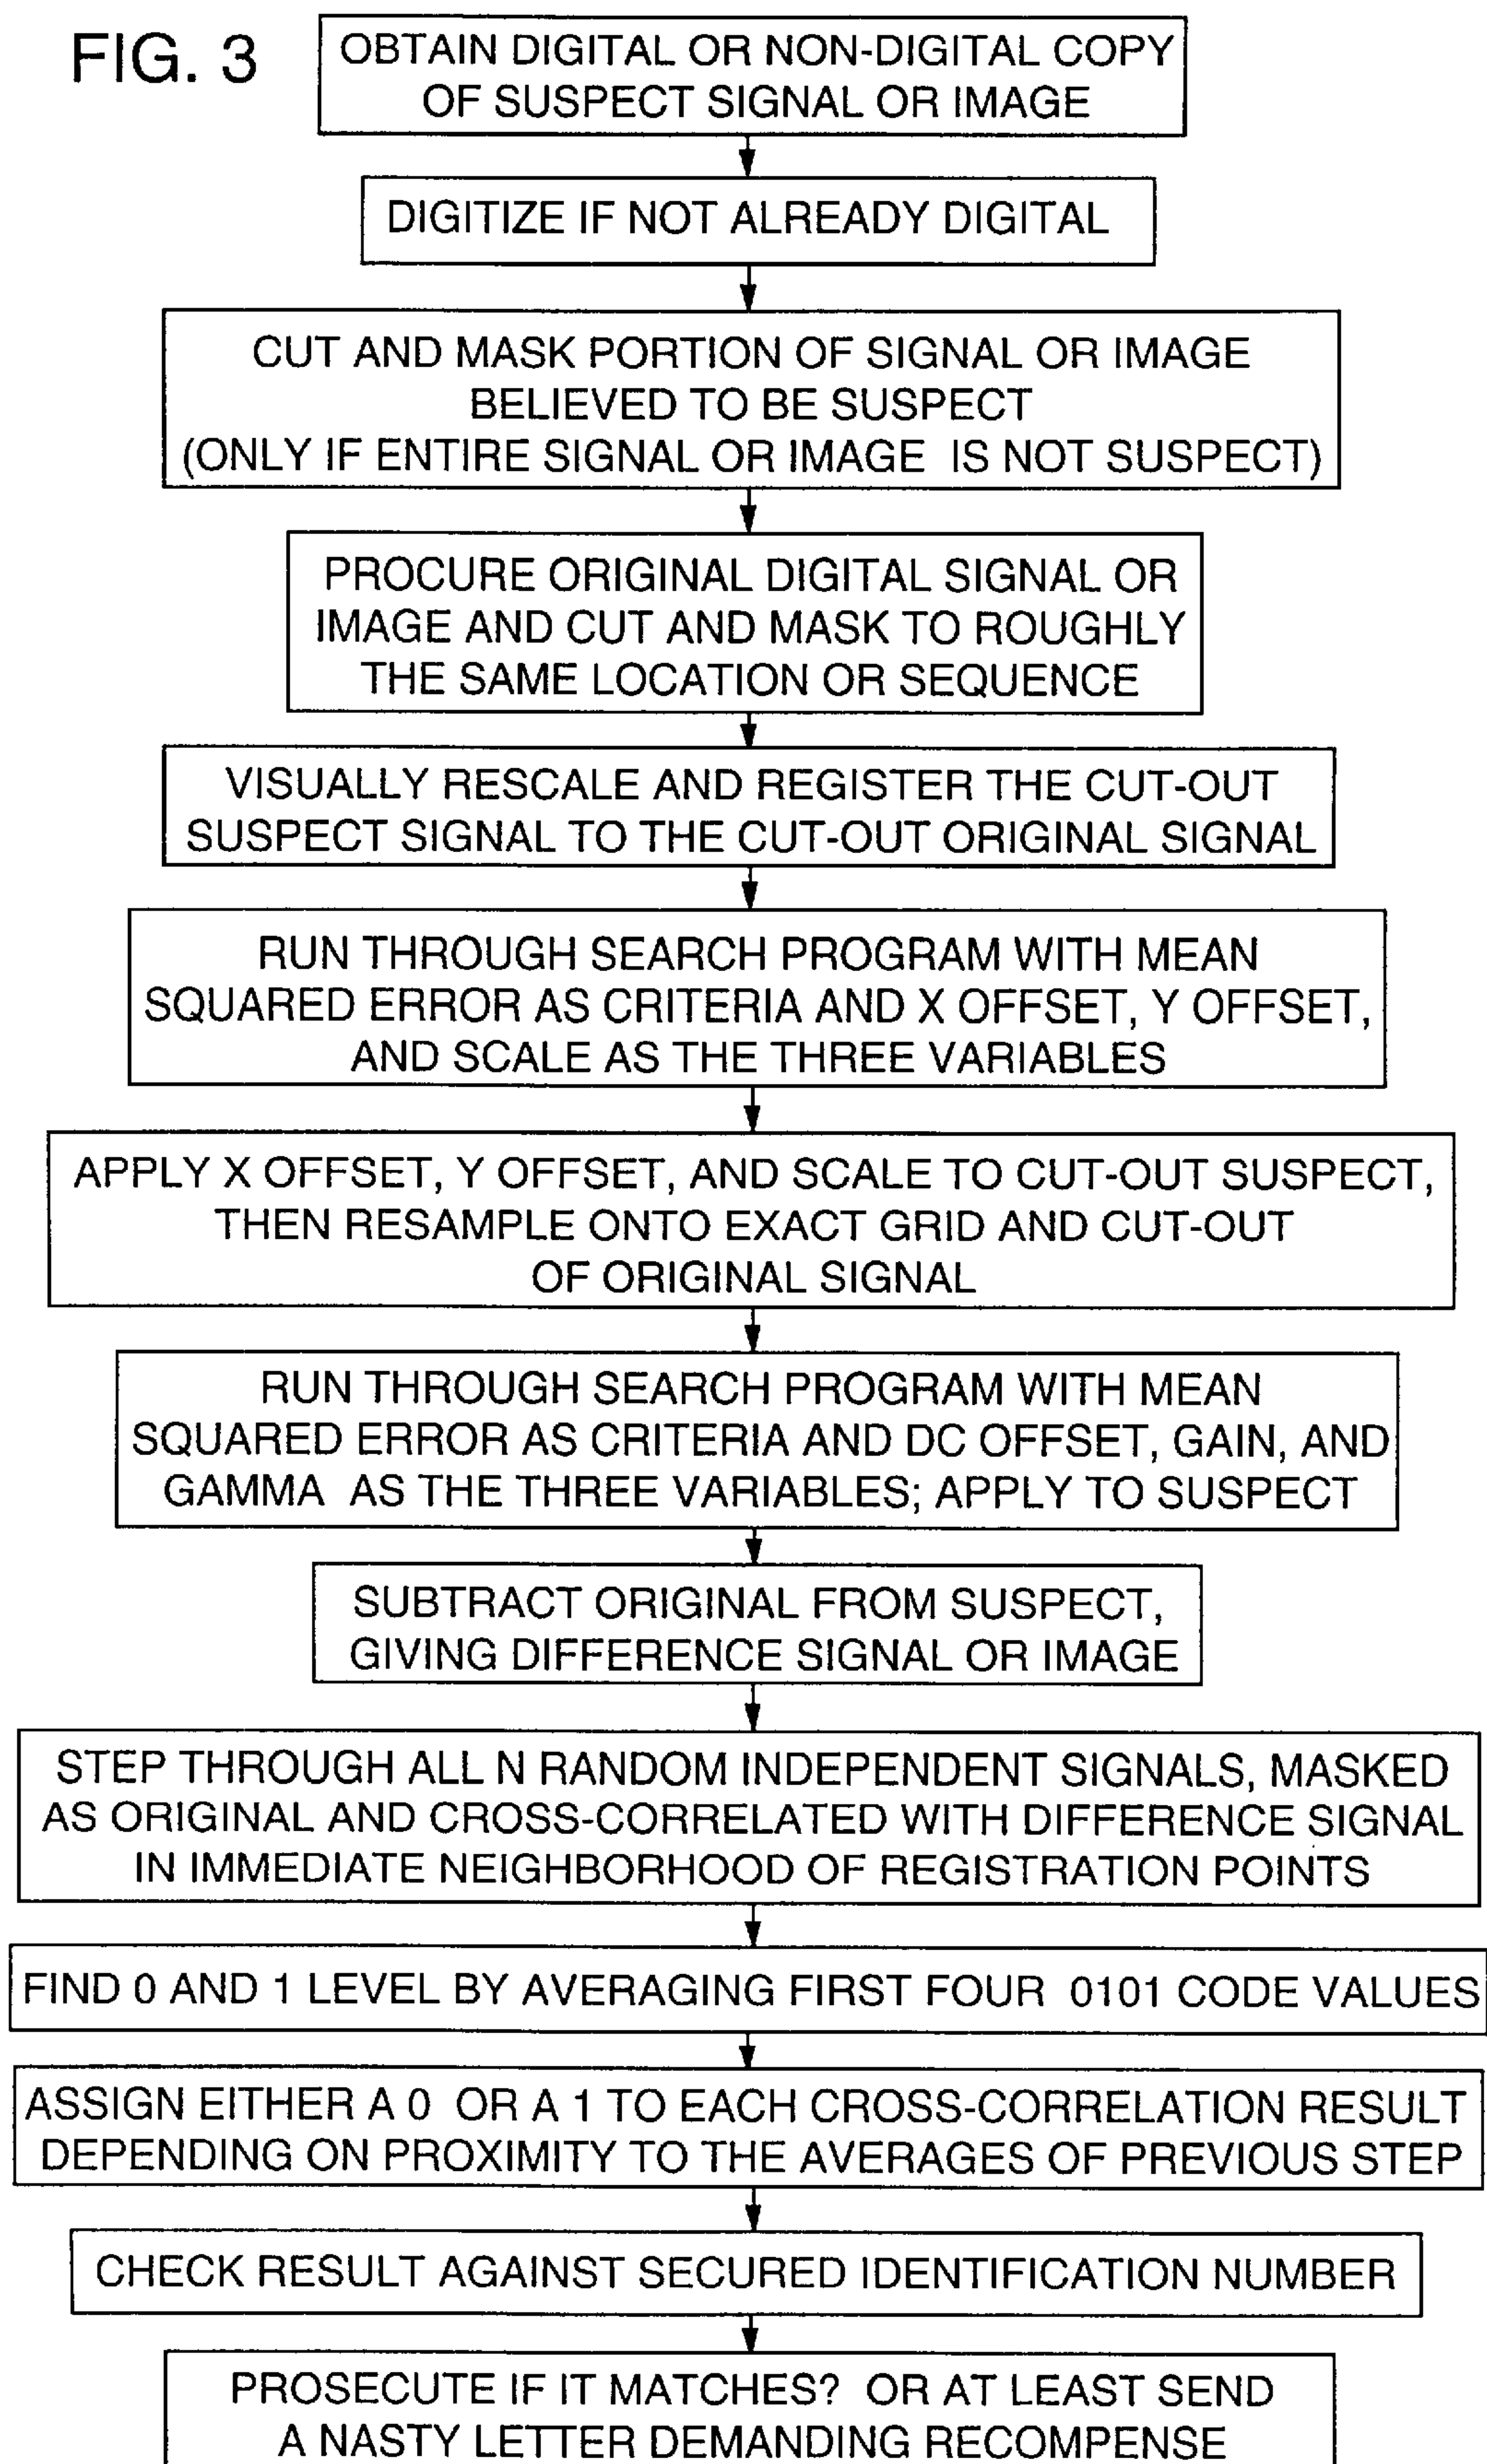 FIG. 3
OBTAIN DIGITAL OR NON-DIGITAL COPY
OF SUSPECT SIGNAL OR IMAGE
DIGITIZE IF NOT ALREADY DIGITAL
CUT AND MASK PORTION OF SIGNAL OR IMAGE
BELIEVED TO BE SUSPECT
(ONLY IF ENTIRE SIGNAL OR IMAGE IS NOT SUSPECT)
PROCURE ORIGINAL DIGITAL SIGNAL OR
IMAGE AND CUT AND MASK TO ROUGHLY
THE SAME LOCATION OR SEQUENCE
VISUALLY RESCALE AND REGISTER THE CUT-OUT
SUSPECT SIGNAL TO THE CUT-OUT ORIGINAL SIGNAL
RUN THROUGH SEARCH PROGRAM WITH MEAN
SQUARED ERROR AS CRITERIA AND X OFFSET, Y OFFSET,
AND SCALE AS THE THREE VARIABLES
APPLY X OFFSET, Y OFFSET, AND SCALE TO CUT-OUT SUSPECT,
THEN RESAMPLE ONTO EXACT GRID AND CUT-OUT
OF ORIGINAL SIGNAL
RUN THROUGH SEARCH PROGRAM WITH MEAN
SQUARED ERROR AS CRITERIA AND DC OFFSET, GAIN, AND
GAMMA AS THE THREE VARIABLES; APPLY TO SUSPECT
SUBTRACT ORIGINAL FROM SUSPECT,
GIVING DIFFERENCE SIGNAL OR IMAGE
STEP THROUGH ALL N RANDOM INDEPENDENT SIGNALS, MASKED
AS ORIGINAL AND CROSS-CORRELATED WITH DIFFERENCE SIGNAL
IN IMMEDIATE NEIGHBORHOOD OF REGISTRATION POINTS
FIND 0 AND 1 LEVEL BY AVERAGING FIRST FOUR 0101 CODE VALUES
ASSIGN EITHER A 0 OR A 1 TO EACH CROSS-CORRELATION RESULT
DEPENDING ON PROXIMITY TO THE AVERAGES OF PREVIOUS STEP
CHECK RESULT AGAINST SECURED IDENTIFICATION NUMBER
PROSECUTE IF IT MATCHES? OR AT LEAST SEND
A NASTY LETTER DEMANDING RECOMPENSE